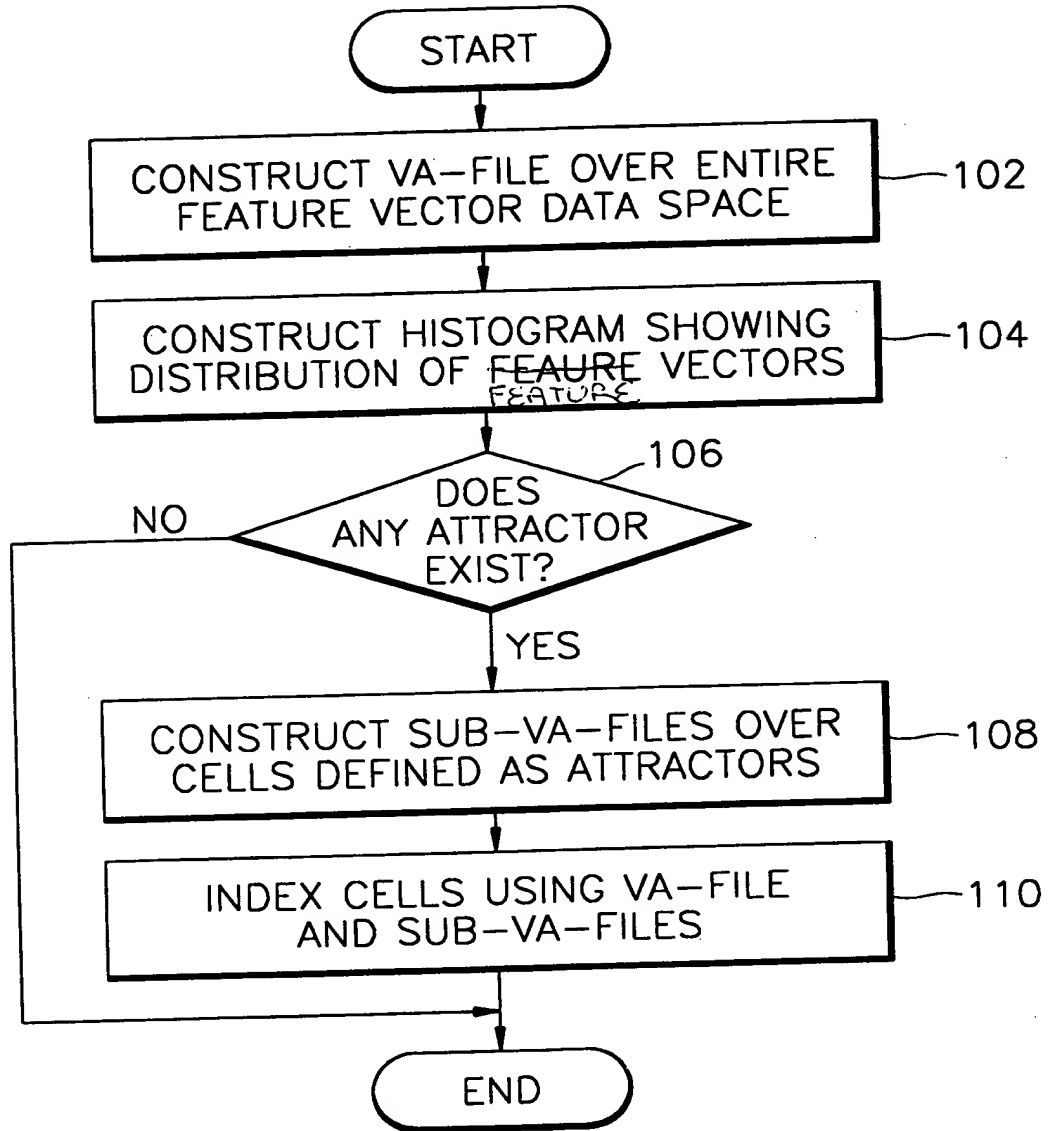 START
CONSTRUCT VA-FILE OVER ENTIRE
FEATURE VECTOR DATA SPACE
102
CONSTRUCT HISTOGRAM SHOWING
DISTRIBUTION OF FEAURE VECTORS
FEATURE
104
106
DOES
ANY ATTRACTOR
EXIST?
NO
YES
CONSTRUCT SUB-VA-FILES OVER
CELLS DEFINED AS ATTRACTORS
108
INDEX CELLS USING VA-FILE
AND SUB-VA-FILES
110
END